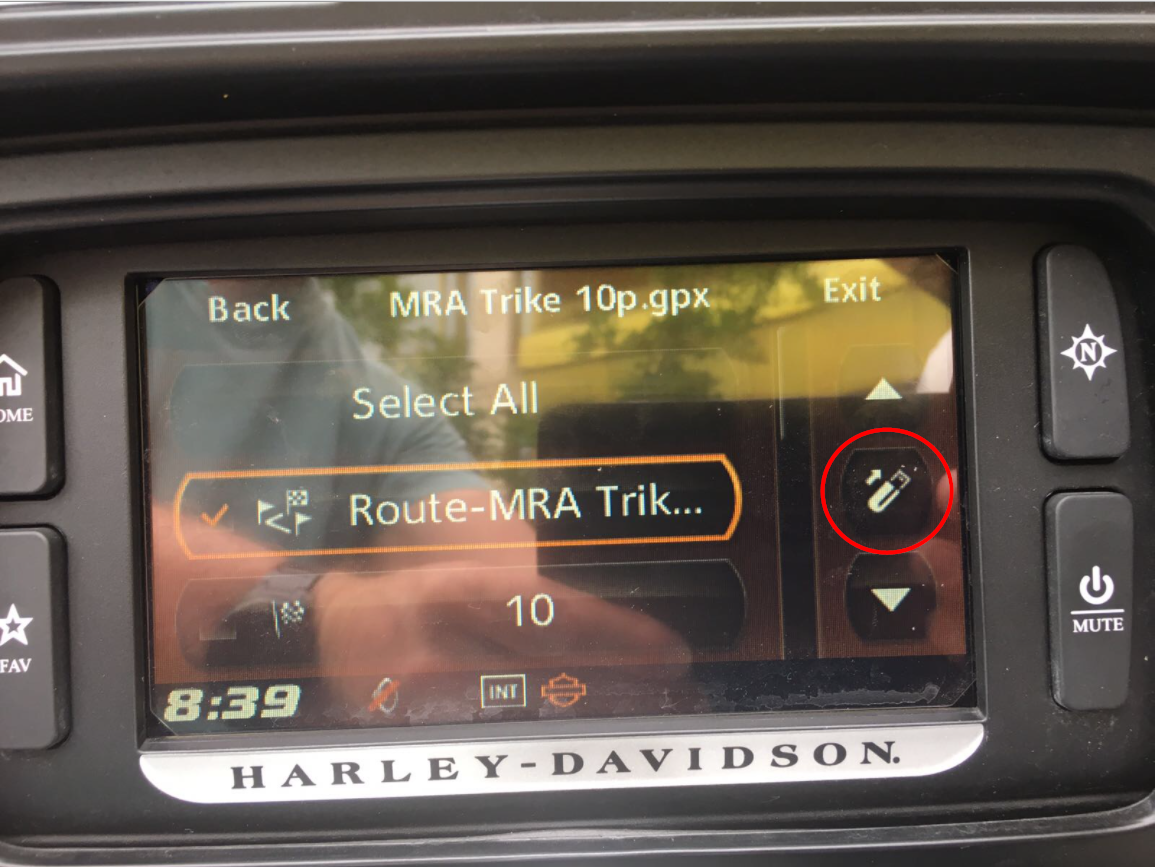 Back MRA Trike 10p.gpx Exit
Select All
Route-MRA Trik...
10
8:39 INT
OME
FAV
N
MUTE
HARLEY-DAVIDSON.